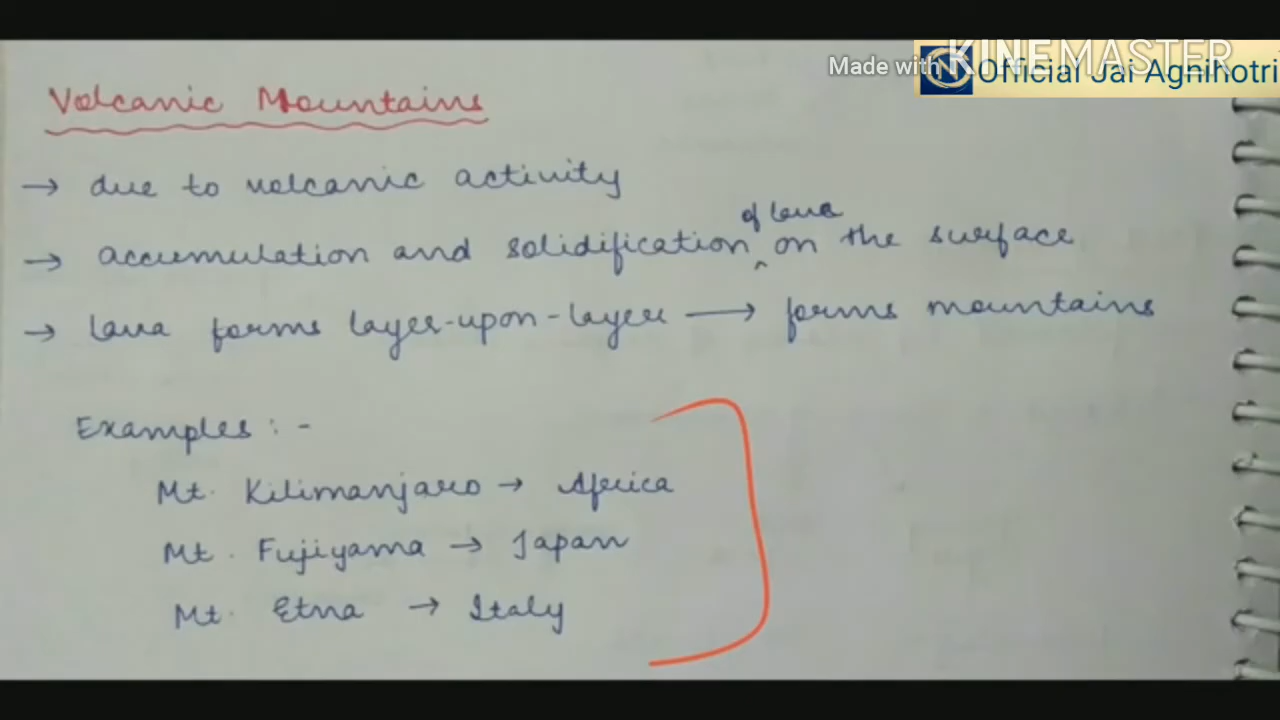 Made with KINEMASTER
Official Jai Agnihotri
Volcanic Mountains
→ due to volcanic activity
→ accumulation and solidification ^of lava on the surface
→ lava forms layer-upon-layer → forms mountains
Examples : -
Mt. Kilimanjaro → Africa
Mt. Fujiyama → Japan
Mt. Etna → Italy